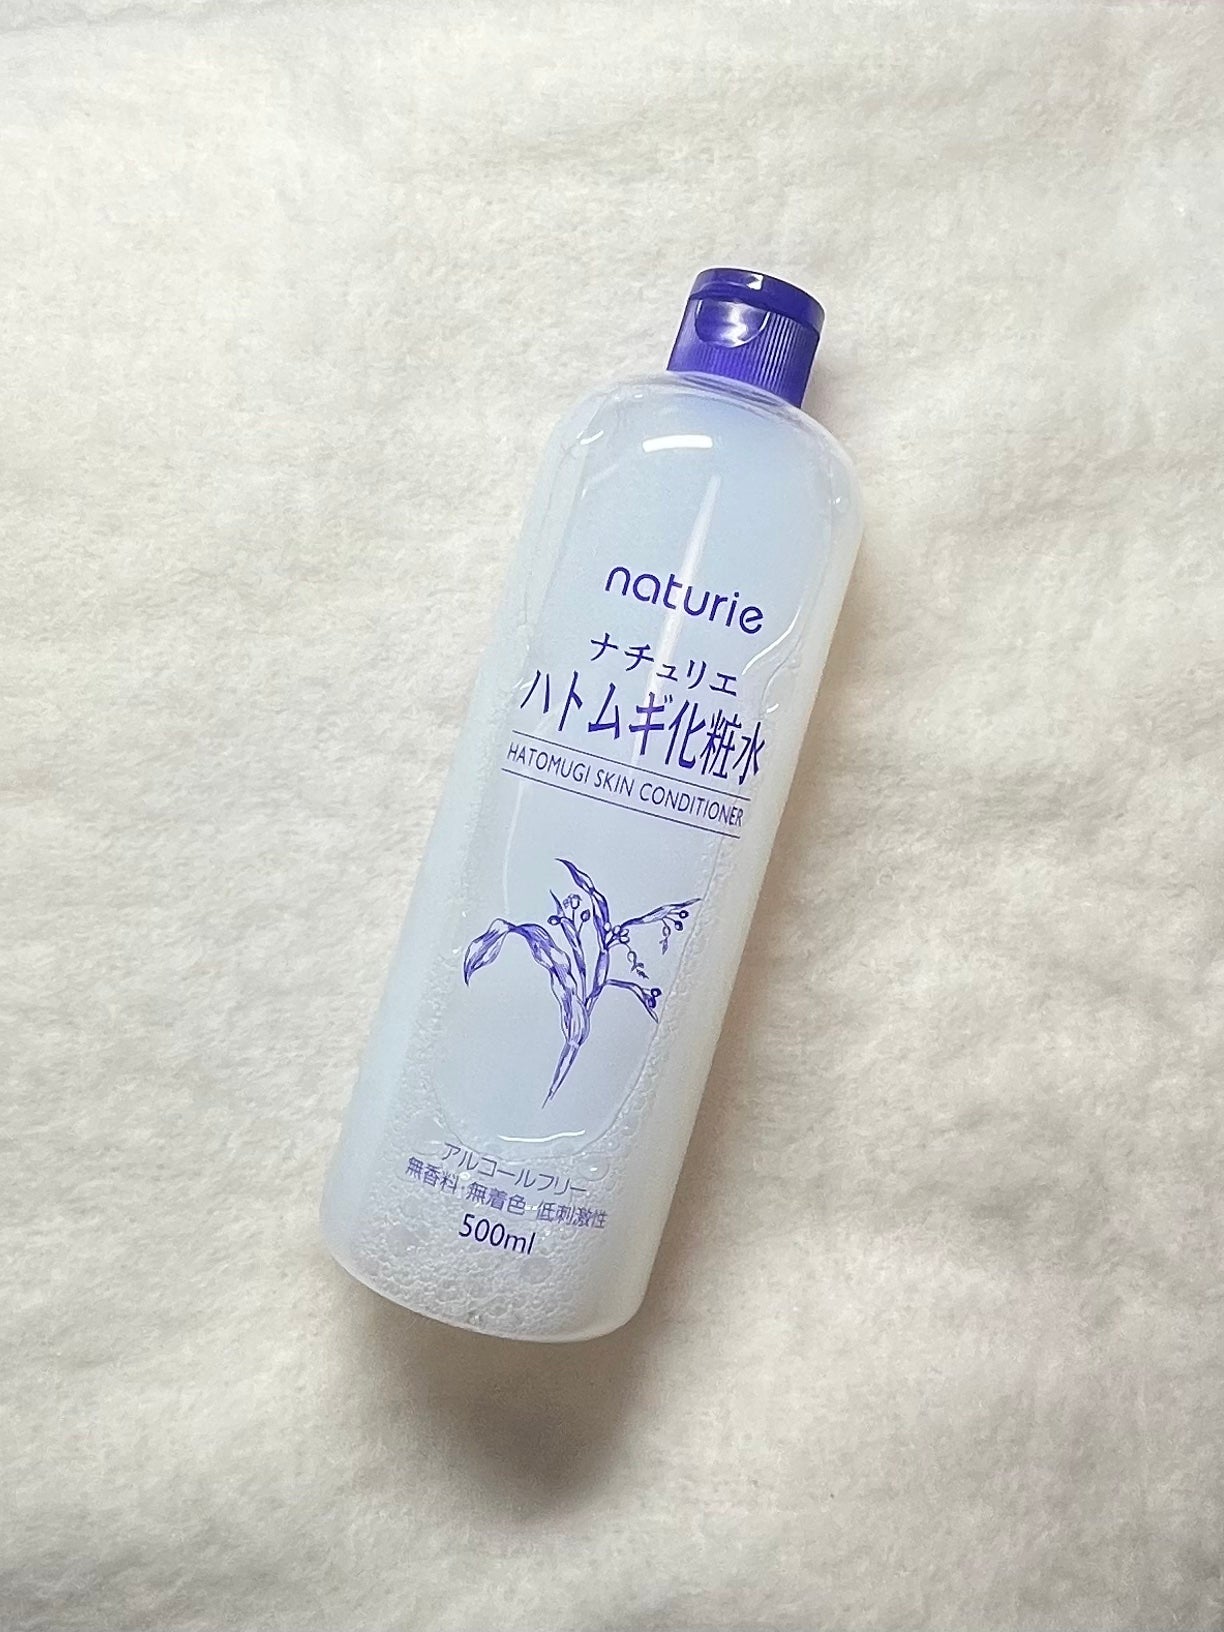 naturie
ナチュリエ
ハトムギ化粧水
HATOMUGI SKIN CONDITIONER
アルコールフリー
無香料・無着色・低刺激性
500ml